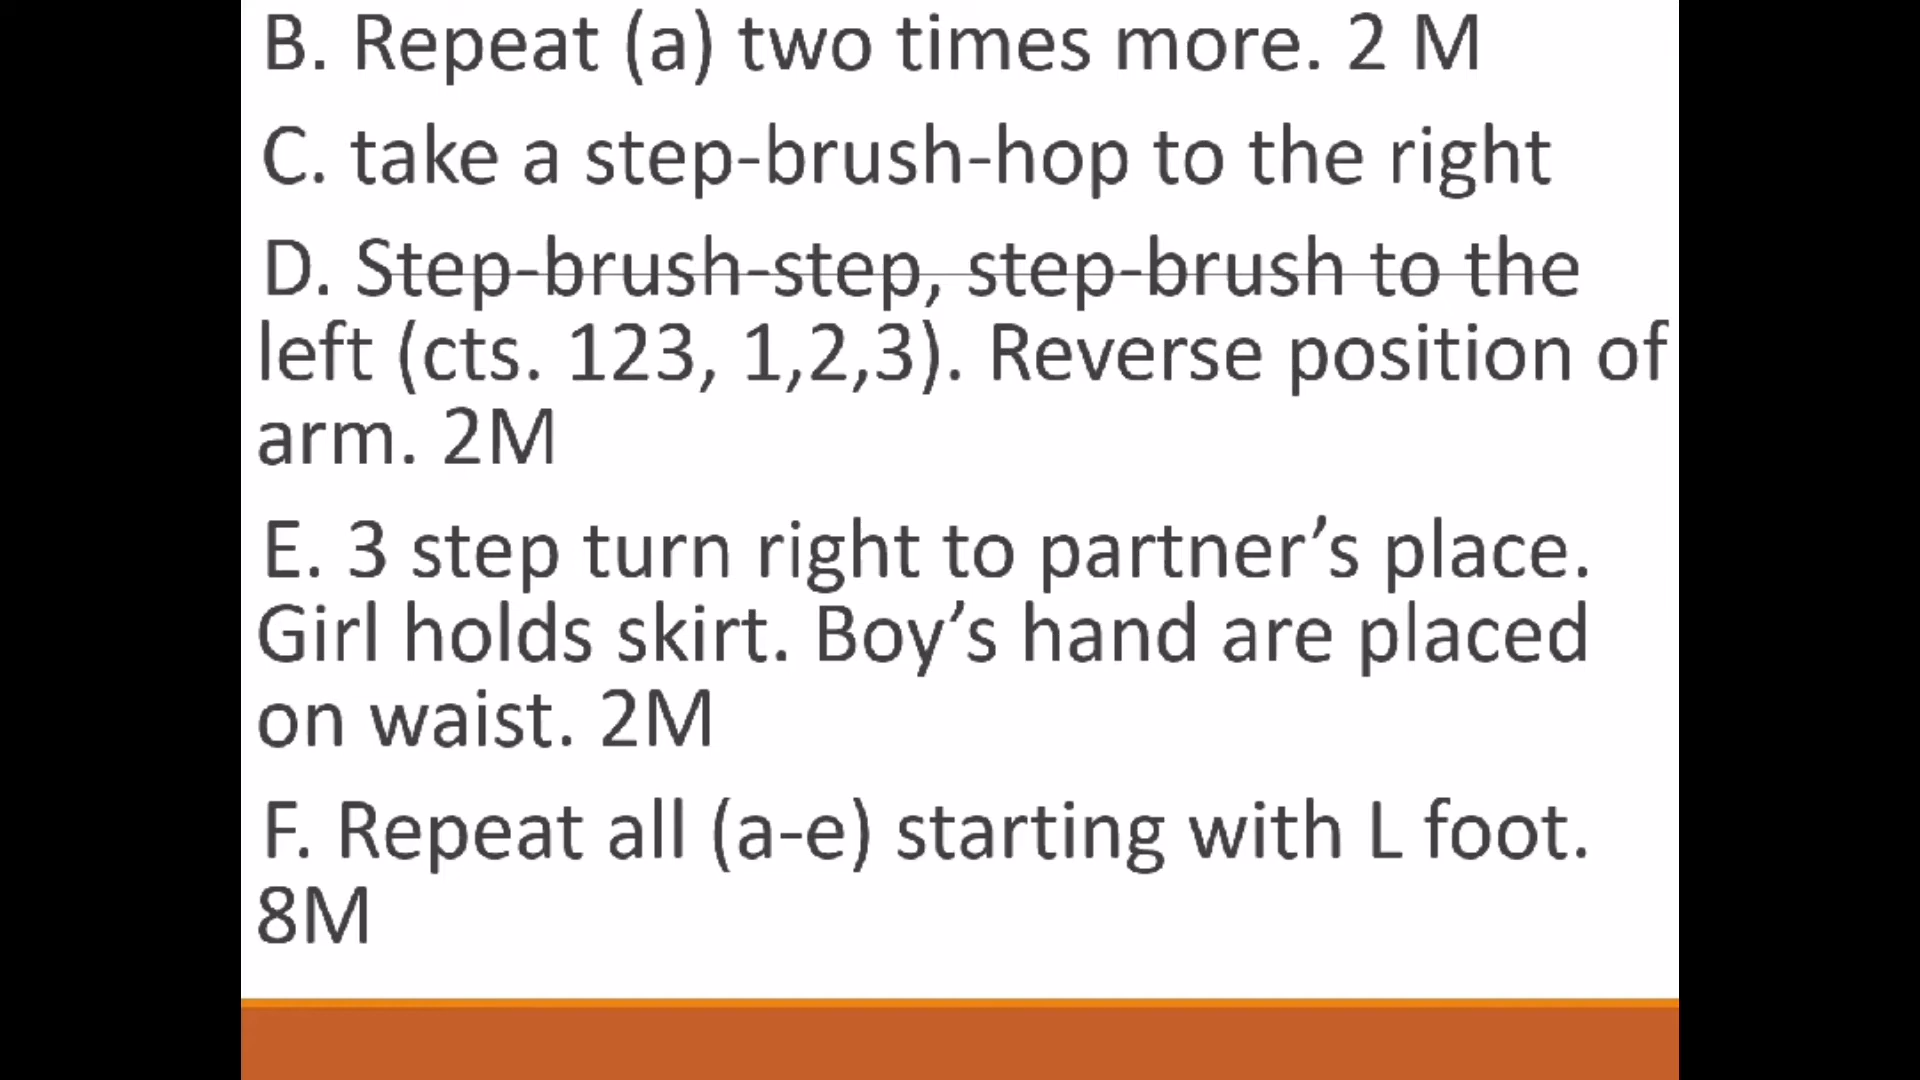 B. Repeat (a) two times more. 2 M
C. take a step-brush-hop to the right
D. Step-brush-step, step-brush to the
left (cts. 123, 1,2,3). Reverse position of
arm. 2M
E. 3 step turn right to partner’s place.
Girl holds skirt. Boy’s hand are placed
on waist. 2M
F. Repeat all (a-e) starting with L foot.
8M